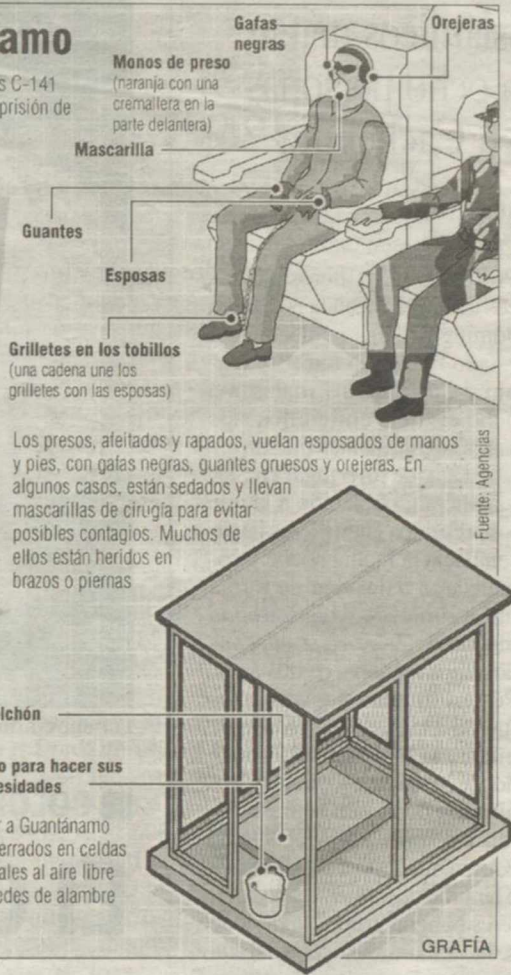 amo
s C-141
prisión de
Gafas
negras
Orejeras
Monos de preso
(naranja con una
cremallera en la
parte delantera)
Mascarilla
Guantes
Esposas
Grilletes en los tobillos
(una cadena une los
grilletes con las esposas)
Los presos, afeitados y rapados, vuelan esposados de manos
y pies, con gafas negras, guantes gruesos y orejeras. En
algunos casos, están sedados y llevan
mascarillas de cirugía para evitar
posibles contagios. Muchos de
ellos están heridos en
brazos o piernas
Fuente: Agencias
lchón
o para hacer sus
esidades
r a Guantánamo
errados en celdas
ales al aire libre
edes de alambre
GRAFÍA